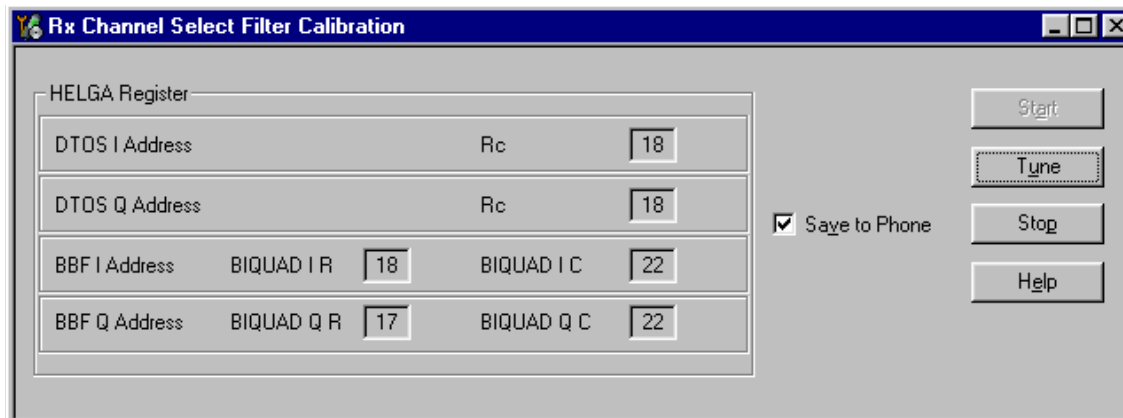 Rx Channel Select Filter Calibration
HELGA Register
DTOS I Address Rc 18
DTOS Q Address Rc 18
BBF I Address BIQUAD I R 18 BIQUAD I C 22
BBF Q Address BIQUAD Q R 17 BIQUAD Q C 22
Save to Phone
Start
Tune
Stop
Help